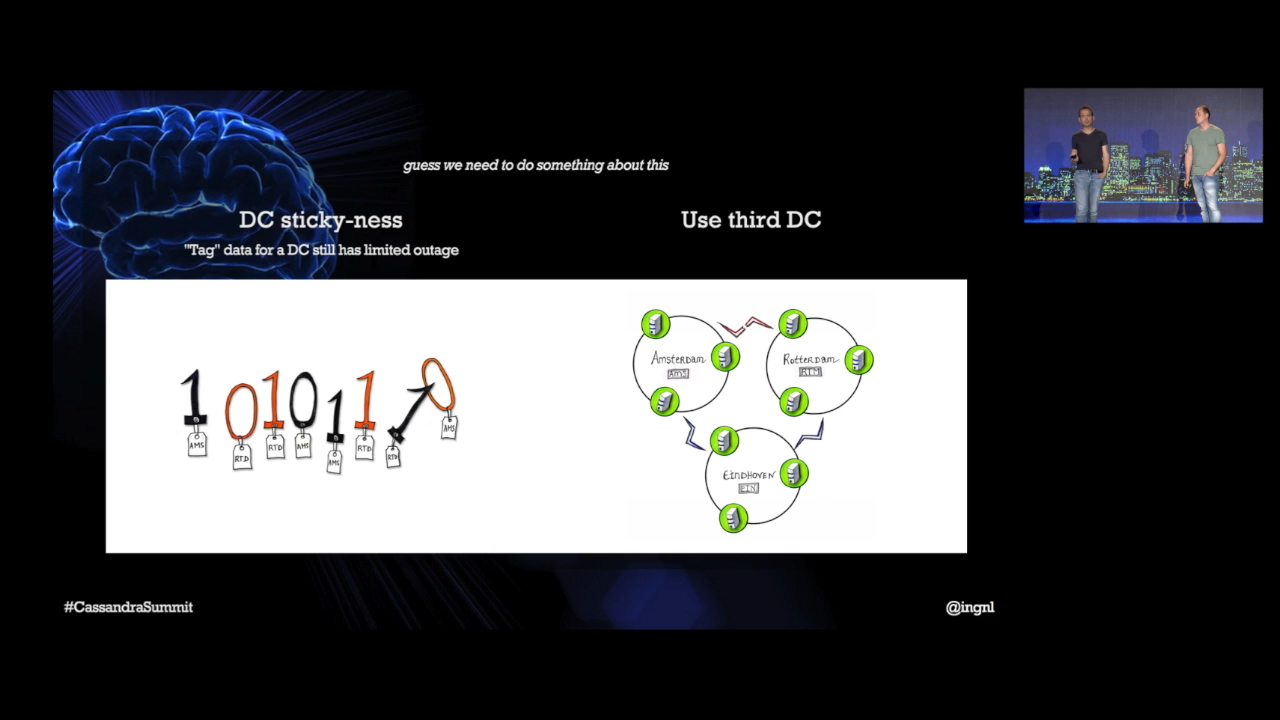 guess we need to do something about this
DC sticky-ness
Use third DC
"Tag" data for a DC still has limited outage
1 0 1 0 1 1 1 0
AMS RTD RTD AMS AMS RTD RTD AMS
Amsterdam
AMS
Rotterdam
RTM
EINDHOVEN
EIN
#CassandraSummit
@ingnl